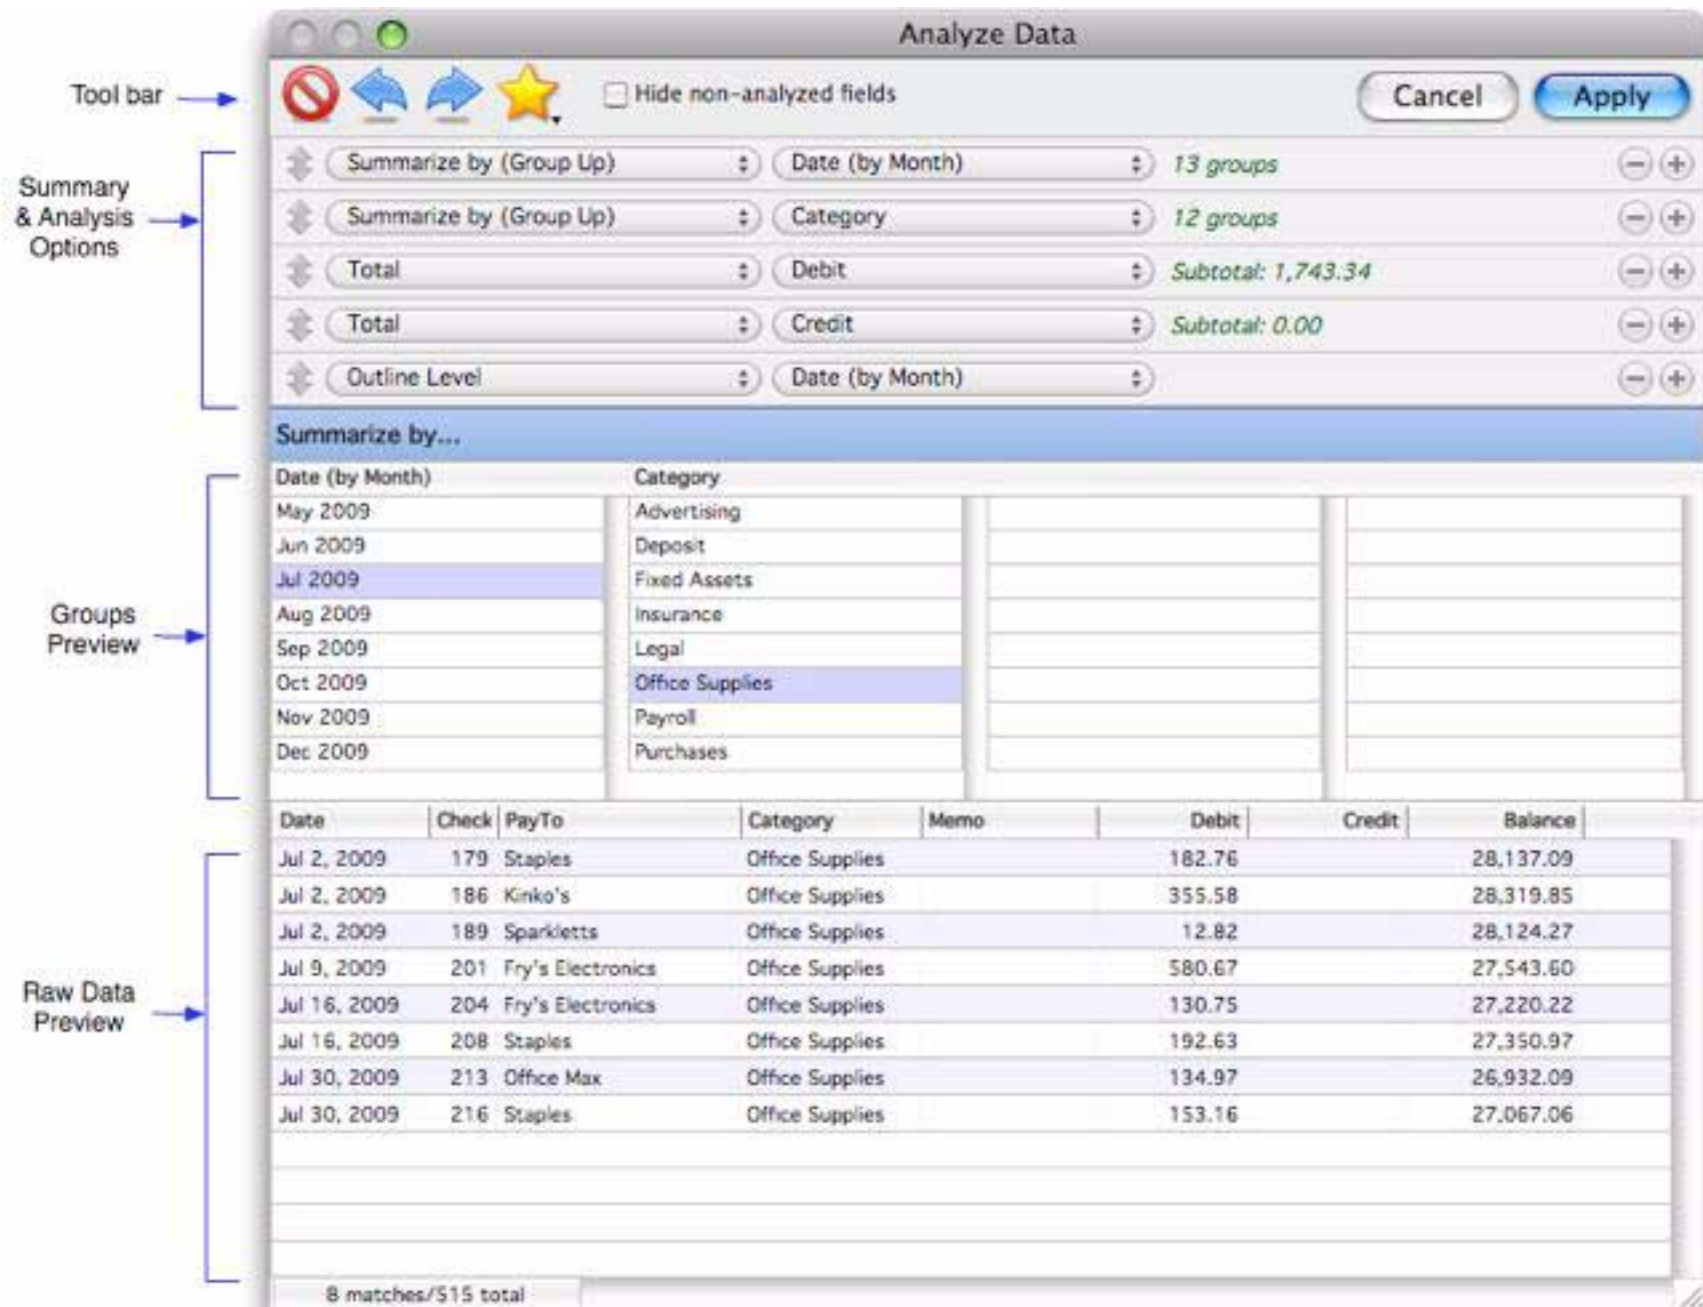 Analyze Data
Tool bar
Hide non-analyzed fields
Cancel
Apply
Summary
& Analysis
Options
Summarize by (Group Up) Date (by Month) 13 groups
Summarize by (Group Up) Category 12 groups
Total Debit Subtotal: 1,743.34
Total Credit Subtotal: 0.00
Outline Level Date (by Month)
Summarize by...
Groups
Preview
Date (by Month) Category
May 2009 Advertising
Jun 2009 Deposit
Jul 2009 Fixed Assets
Aug 2009 Insurance
Sep 2009 Legal
Oct 2009 Office Supplies
Nov 2009 Payroll
Dec 2009 Purchases
Raw Data
Preview
Date Check PayTo Category Memo Debit Credit Balance
Jul 2, 2009 179 Staples Office Supplies 182.76 28,137.09
Jul 2, 2009 186 Kinko's Office Supplies 355.58 28,319.85
Jul 2, 2009 189 Sparkletts Office Supplies 12.82 28,124.27
Jul 9, 2009 201 Fry's Electronics Office Supplies 580.67 27,543.60
Jul 16, 2009 204 Fry's Electronics Office Supplies 130.75 27,220.22
Jul 16, 2009 208 Staples Office Supplies 192.63 27,350.97
Jul 30, 2009 213 Office Max Office Supplies 134.97 26,932.09
Jul 30, 2009 216 Staples Office Supplies 153.16 27,067.06
8 matches/515 total